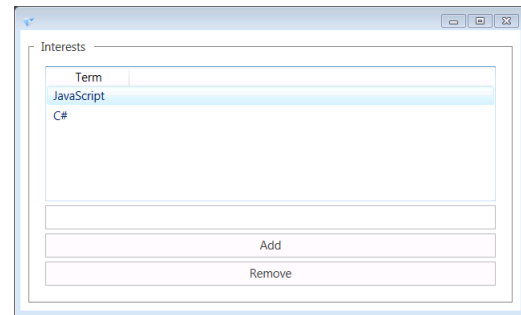 Interests
Term
JavaScript
C#
Add
Remove